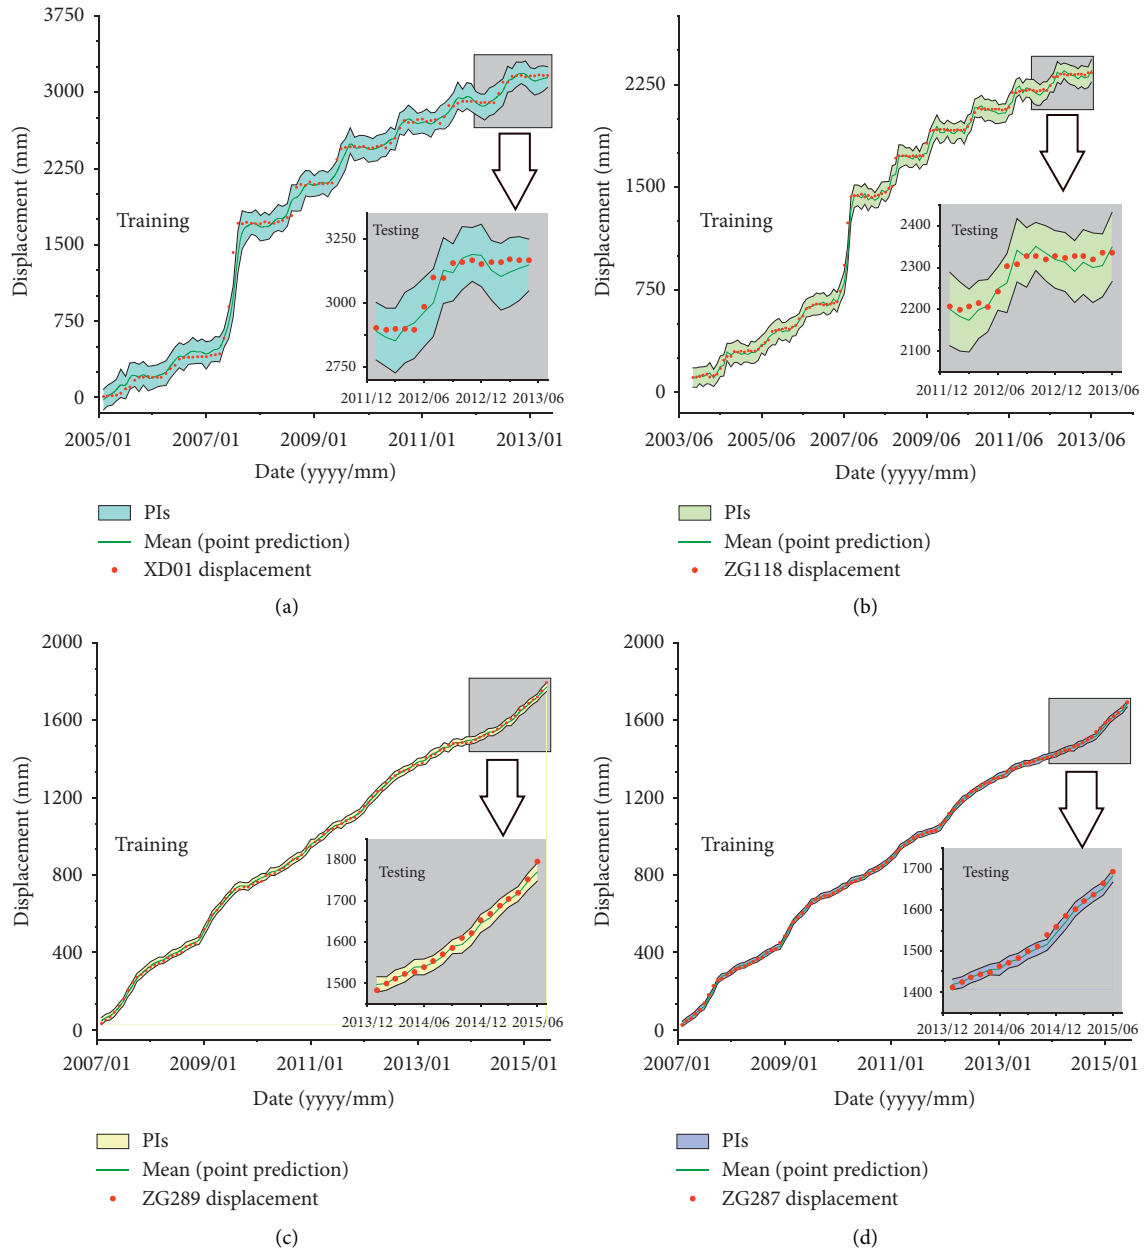 3750
3000
2250
1500
750
0
Displacement (mm)
Training
Testing
3250
3000
2750
2011/12 2012/06 2012/12 2013/06
2005/01 2007/01 2009/01 2011/01 2013/01
Date (yyyy/mm)
PIs
Mean (point prediction)
XD01 displacement
(a)
2250
1500
750
0
Displacement (mm)
Training
Testing
2400
2300
2200
2100
2011/12 2012/06 2012/12 2013/06
2003/06 2005/06 2007/06 2009/06 2011/06 2013/06
Date (yyyy/mm)
PIs
Mean (point prediction)
ZG118 displacement
(b)
2000
1600
1200
800
400
0
Displacement (mm)
Training
Testing
1800
1700
1600
1500
2013/12 2014/06 2014/12 2015/06
2007/01 2009/01 2011/01 2013/01 2015/01
Date (yyyy/mm)
PIs
Mean (point prediction)
ZG289 displacement
(c)
2000
1600
1200
800
400
0
Displacement (mm)
Training
Testing
1700
1600
1500
1400
2013/12 2014/06 2014/12 2015/06
2007/01 2009/01 2011/01 2013/01 2015/01
Date (yyyy/mm)
PIs
Mean (point prediction)
ZG287 displacement
(d)